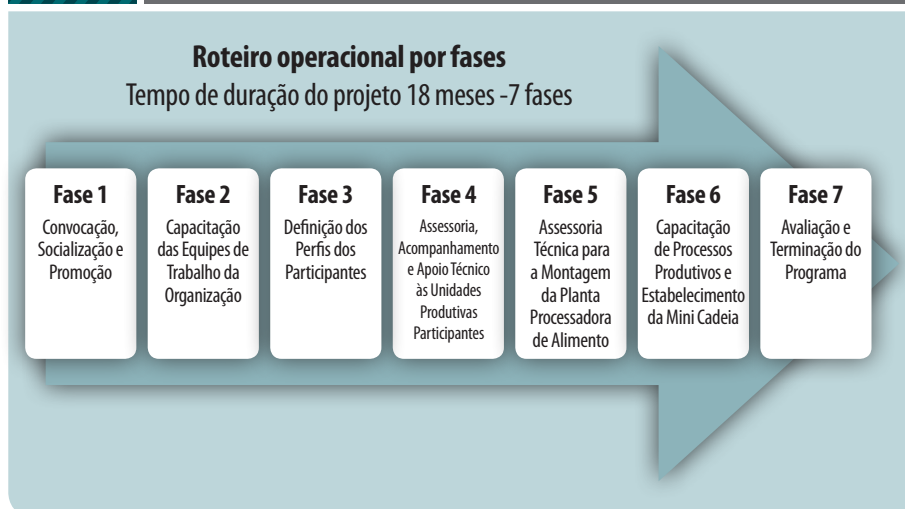 Roteiro operacional por fases
Tempo de duração do projeto 18 meses -7 fases
Fase 1
Convocação,
Socialização e
Promoção
Fase 2
Capacitação
das Equipes de
Trabalho da
Organização
Fase 3
Definição dos
Perfis dos
Participantes
Fase 4
Assessoria,
Acompanhamento
e Apoio Técnico
às Unidades
Produtivas
Participantes
Fase 5
Assessoria
Técnica para
a Montagem
da Planta
Processadora
de Alimento
Fase 6
Capacitação
de Processos
Produtivos e
Estabelecimento
da Mini Cadeia
Fase 7
Avaliação e
Terminação do
Programa